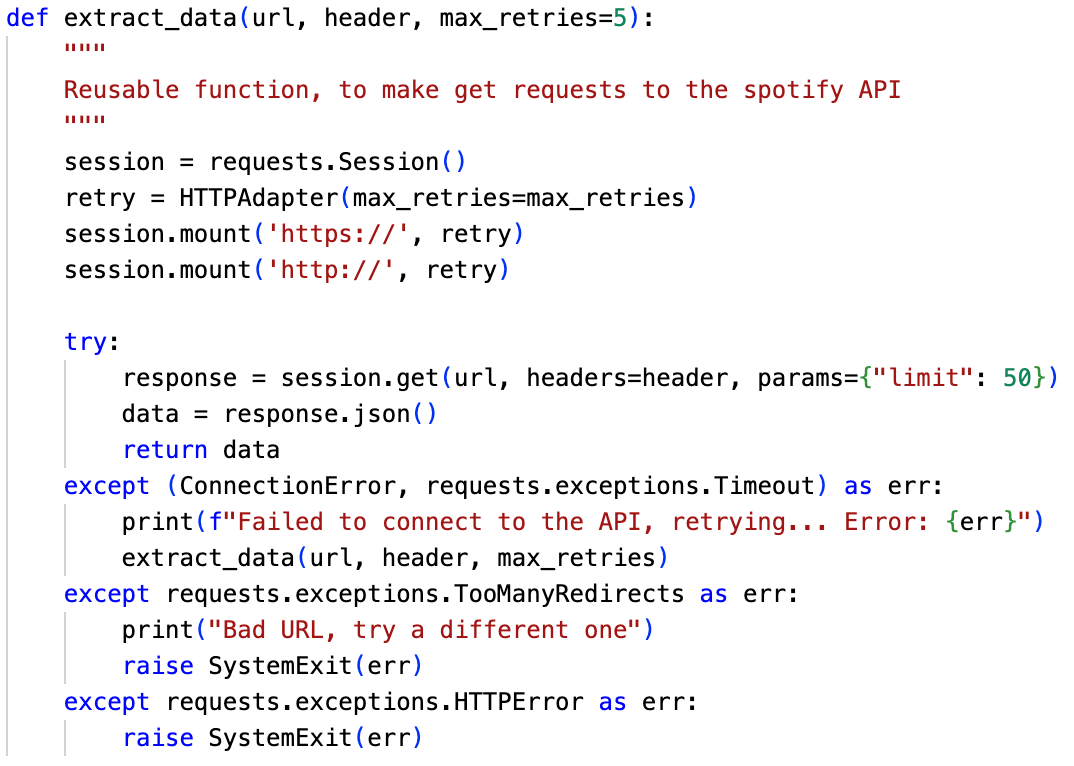 def extract_data(url, header, max_retries=5):
    """
    Reusable function, to make get requests to the spotify API
    """
    session = requests.Session()
    retry = HTTPAdapter(max_retries=max_retries)
    session.mount('https://', retry)
    session.mount('http://', retry)

    try:
        response = session.get(url, headers=header, params={"limit": 50})
        data = response.json()
        return data
    except (ConnectionError, requests.exceptions.Timeout) as err:
        print(f"Failed to connect to the API, retrying... Error: {err}")
        extract_data(url, header, max_retries)
    except requests.exceptions.TooManyRedirects as err:
        print("Bad URL, try a different one")
        raise SystemExit(err)
    except requests.exceptions.HTTPError as err:
        raise SystemExit(err)